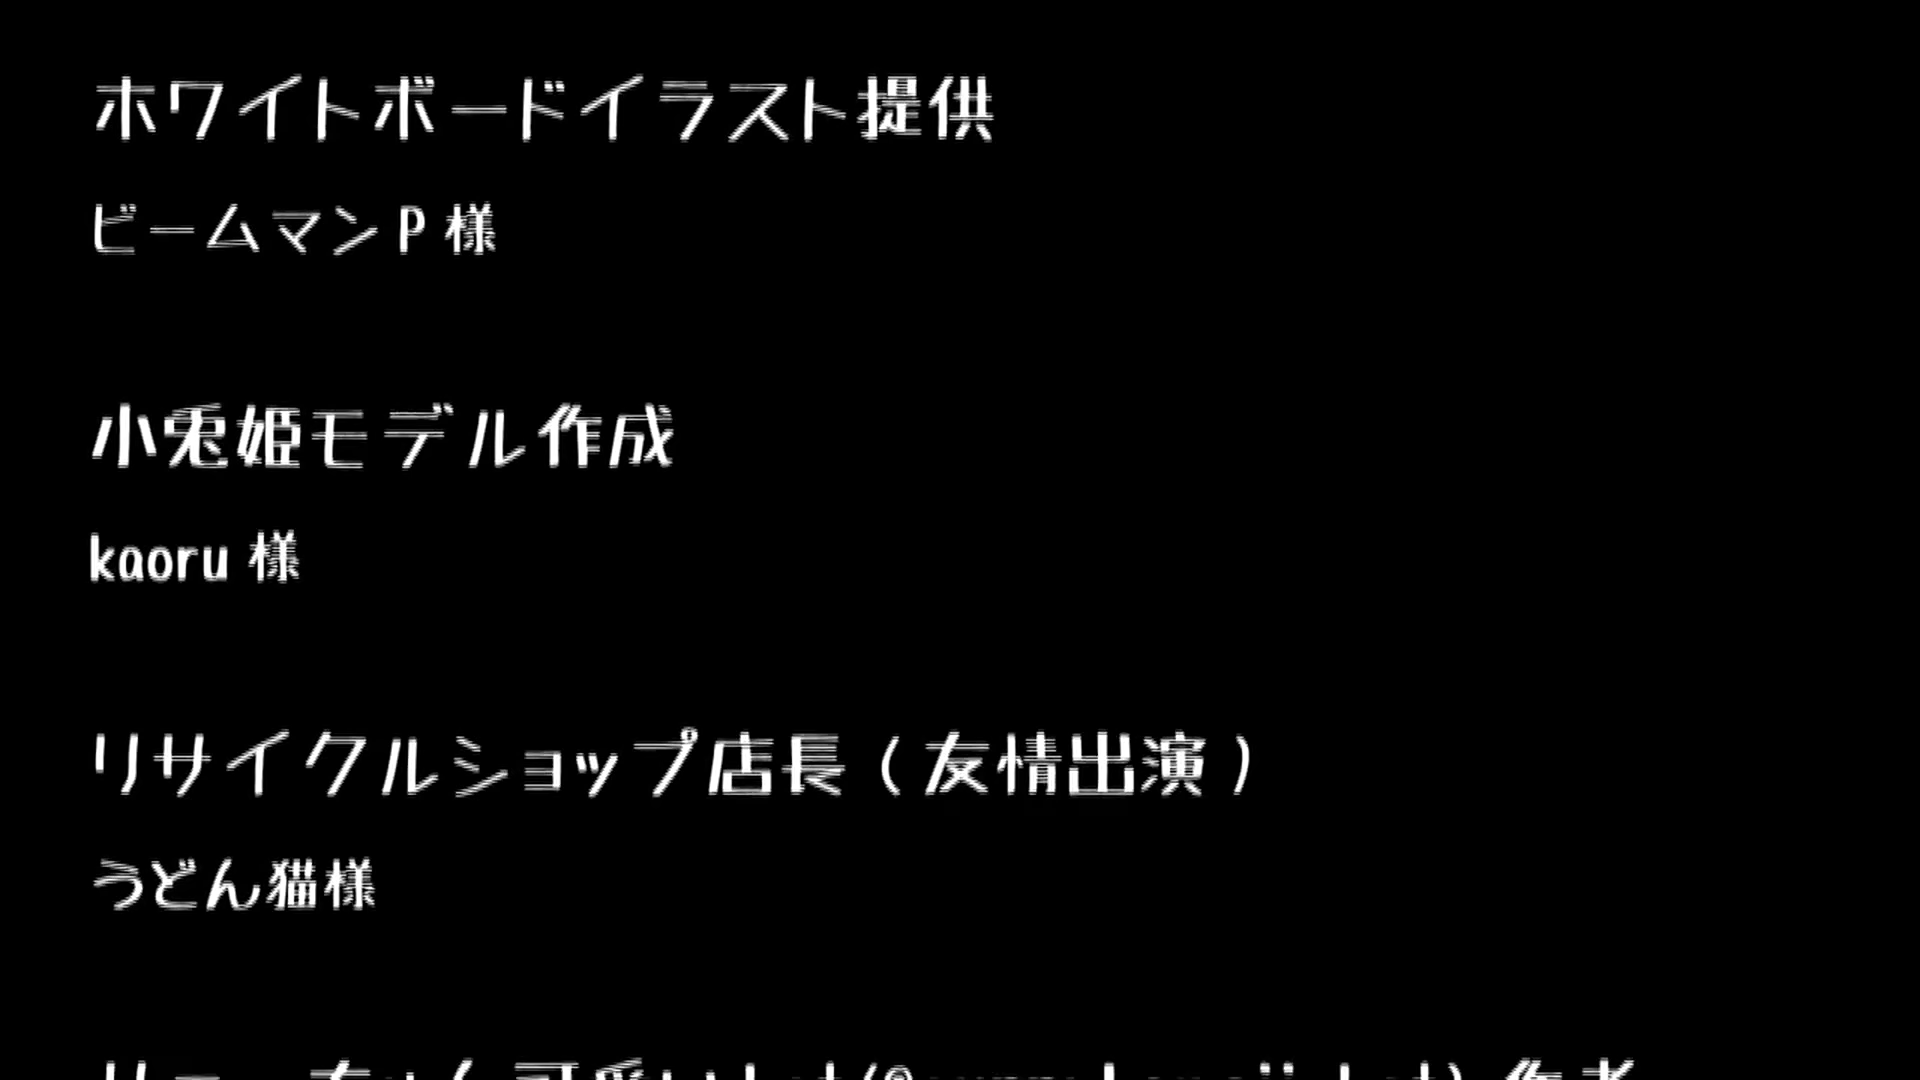 ホワイトボードイラスト提供
ビームマンP 様
小兎姫モデル作成
kaoru 様
リサイクルショップ店長（友情出演）
うどん猫様